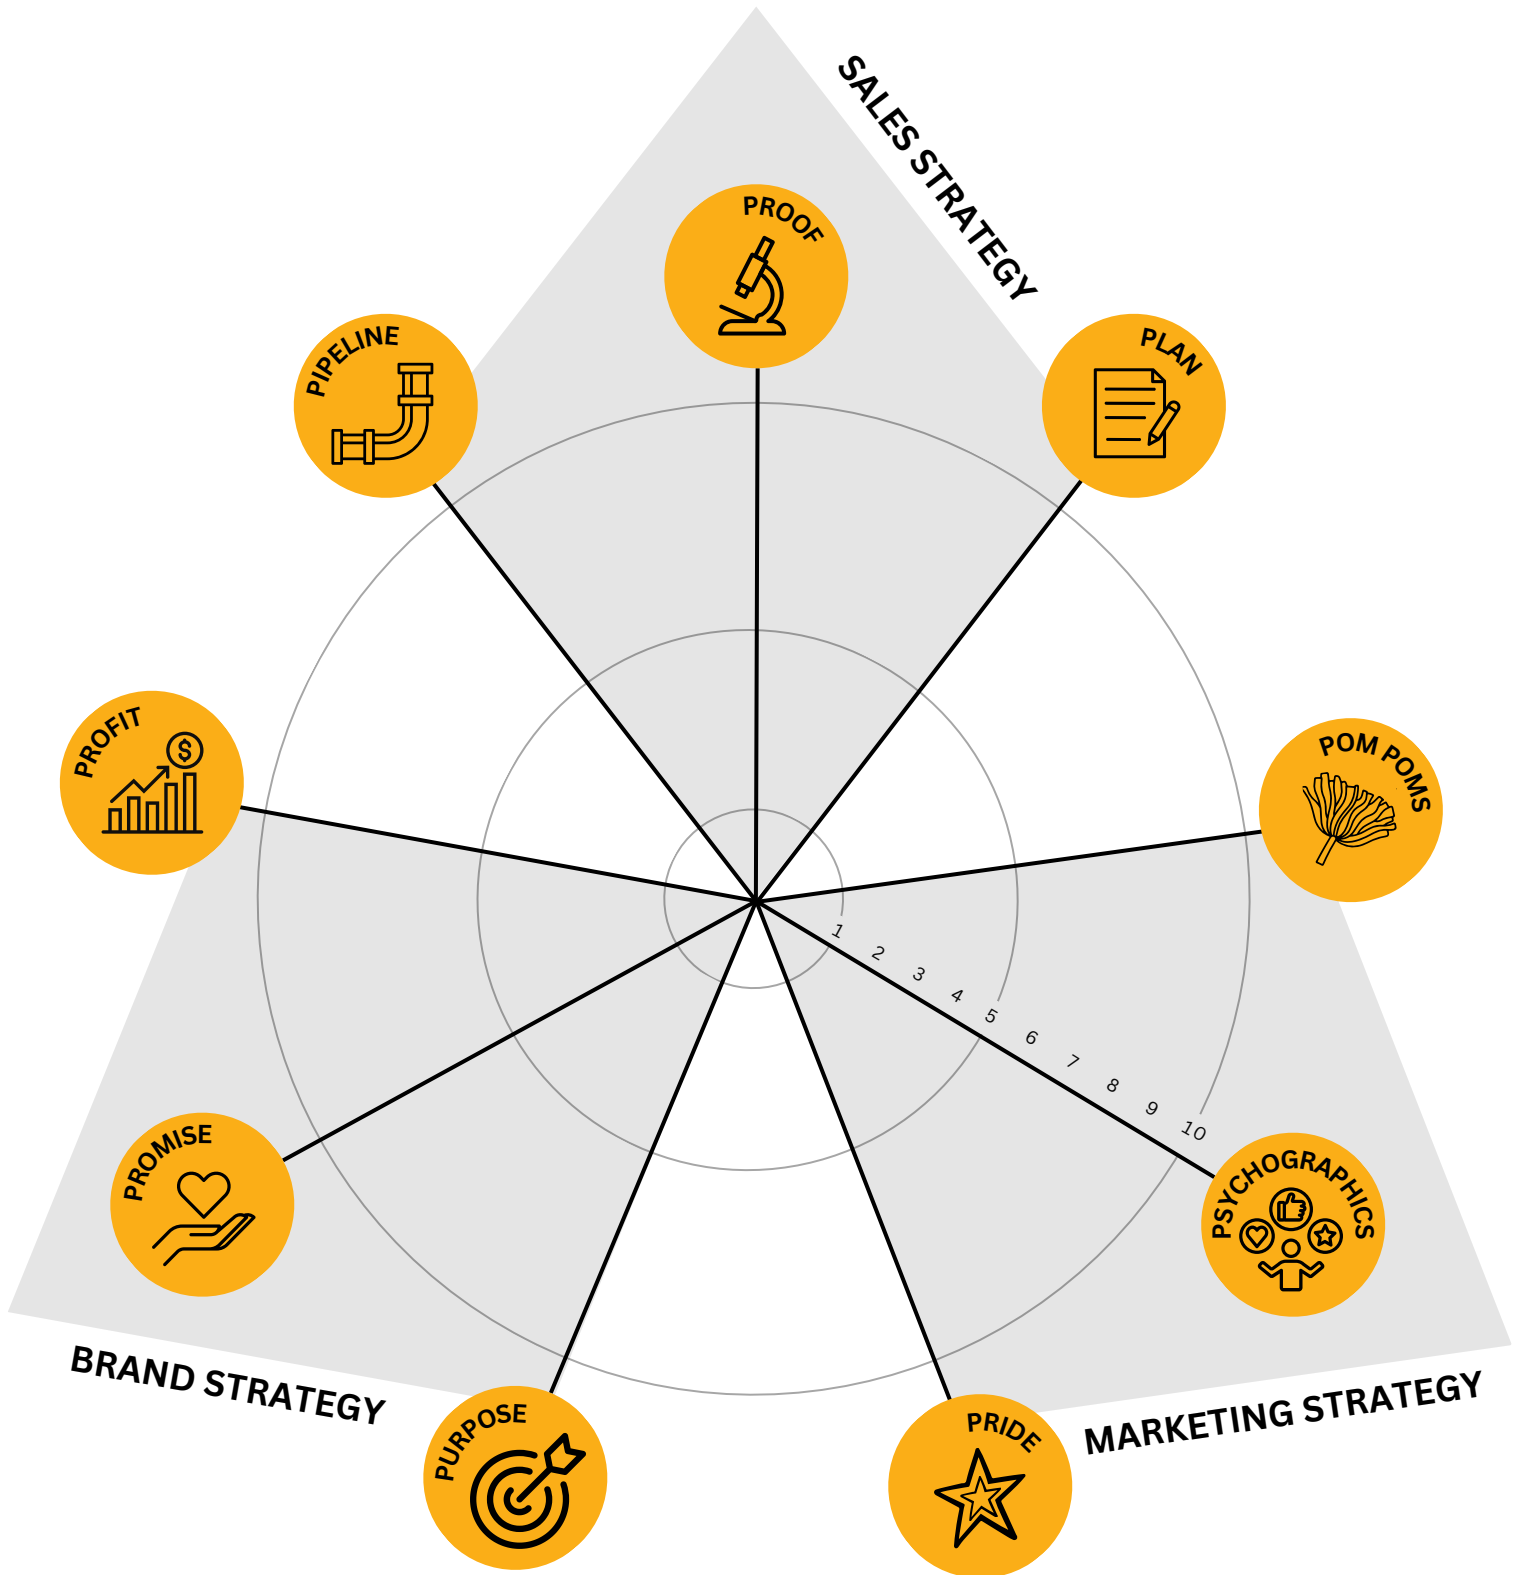 SALES STRATEGY
PROOF
PIPELINE
PLAN
PROFIT
$
POM POMS
1
2
3
4
5
6
7
8
9
10
PROMISE
PSYCHOGRAPHICS
BRAND STRATEGY
PURPOSE
PRIDE
MARKETING STRATEGY